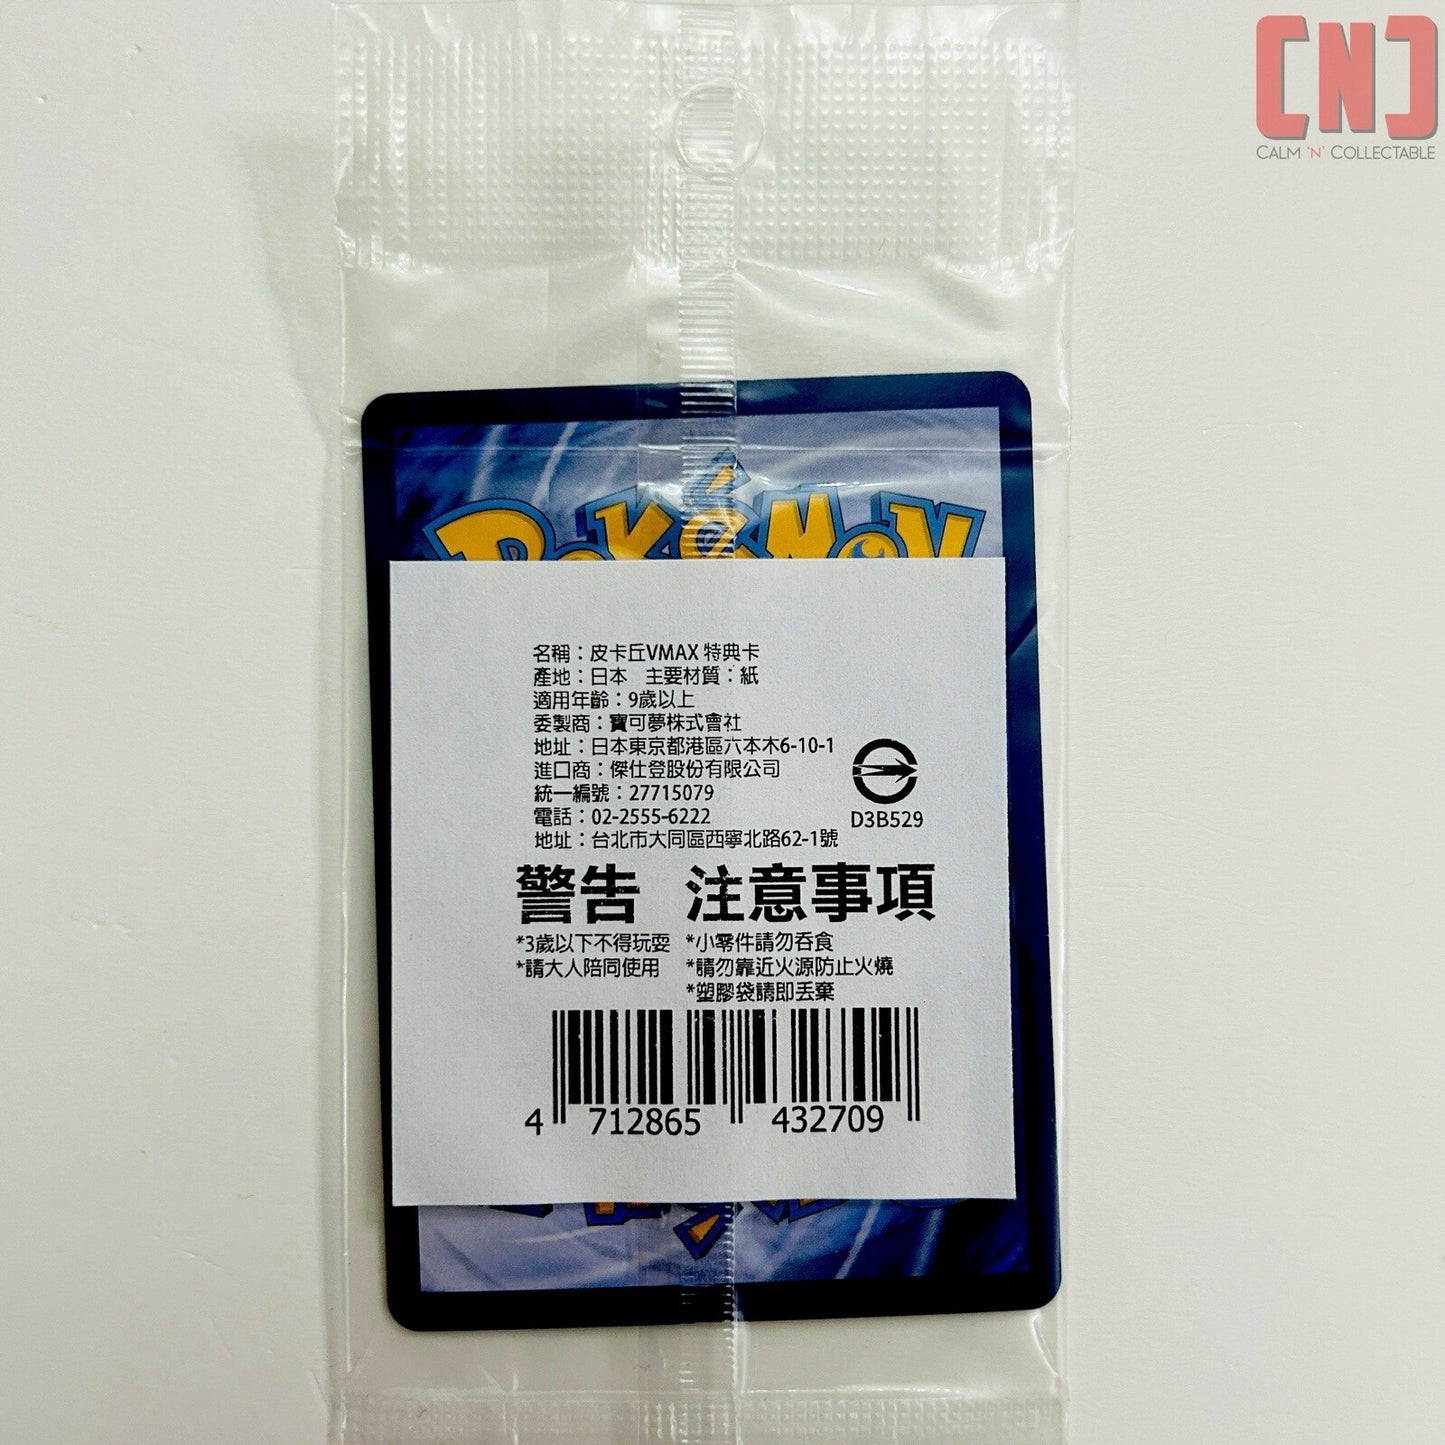 CNC
CALM 'N' COLLECTABLE
POKéMON
名稱：皮卡丘VMAX 特典卡
產地：日本 主要材質：紙
適用年齡：9歲以上
委製商：寶可夢株式會社
地址：日本東京都港區六本木6-10-1
進口商：傑仕登股份有限公司
統一編號：27715079
電話：02-2555-6222
地址：台北市大同區西寧北路62-1號
D3B529
警告 注意事項
*3歲以下不得玩耍 *小零件請勿吞食
*請大人陪同使用 *請勿靠近火源防止火燒
*塑膠袋請即丟棄
4 712865 432709